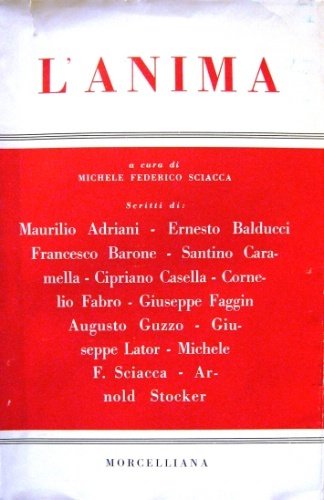 L'ANIMA
a cura di
MICHELE FEDERICO SCIACCA
Scritti di:
Maurilio Adriani - Ernesto Balducci
Francesco Barone - Santino Cara-
mella - Cipriano Casella - Corne-
lio Fabro - Giuseppe Faggin
Augusto Guzzo - Giu-
seppe Lator - Michele
F. Sciacca - Ar-
nold Stocker
MORCELLIANA